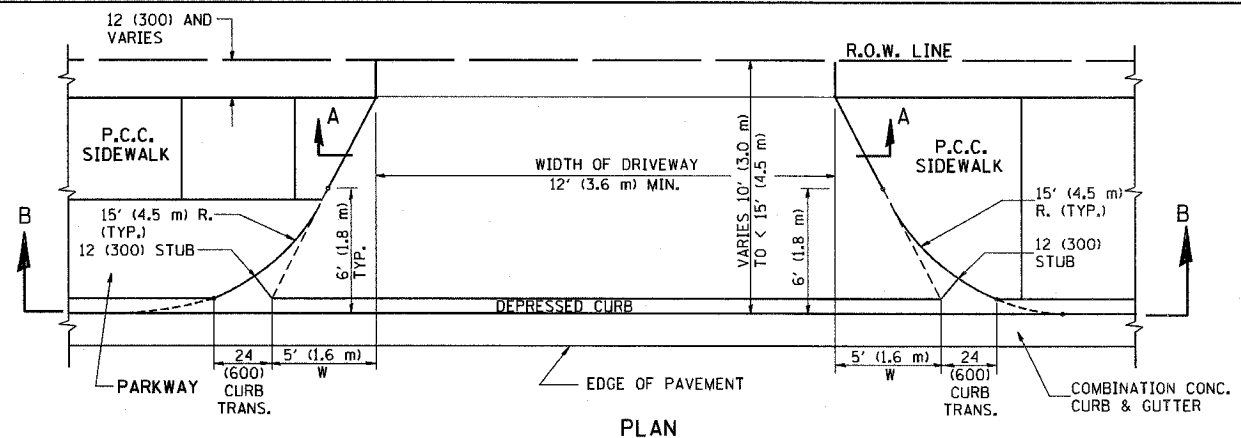 12 (300) AND
VARIES
R.O.W. LINE
A
A
P.C.C.
SIDEWALK
P.C.C.
SIDEWALK
WIDTH OF DRIVEWAY
12' (3.6 m) MIN.
VARIES 10' (3.0 m)
TO < 15' (4.5 m)
B
B
15' (4.5 m) R.
(TYP.)
12 (300) STUB
6' (1.8 m)
TYP.
6' (1.8 m)
15' (4.5 m)
R. (TYP.)
12 (300)
STUB
DEPRESSED CURB
PARKWAY
24
(600)
CURB
TRANS.
5' (1.6 m)
W
EDGE OF PAVEMENT
5' (1.6 m)
W
24
(600)
CURB
TRANS.
COMBINATION CONC.
CURB & GUTTER
PLAN